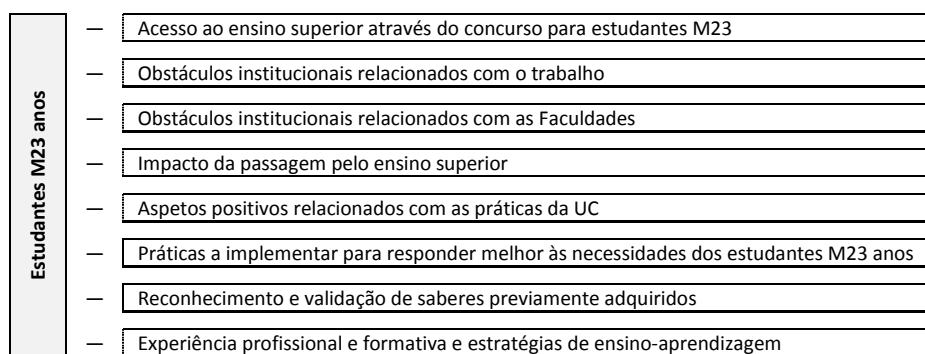 Estudantes M23 anos
— Acesso ao ensino superior através do concurso para estudantes M23
— Obstáculos institucionais relacionados com o trabalho
— Obstáculos institucionais relacionados com as Faculdades
— Impacto da passagem pelo ensino superior
— Aspetos positivos relacionados com as práticas da UC
— Práticas a implementar para responder melhor às necessidades dos estudantes M23 anos
— Reconhecimento e validação de saberes previamente adquiridos
— Experiência profissional e formativa e estratégias de ensino-aprendizagem